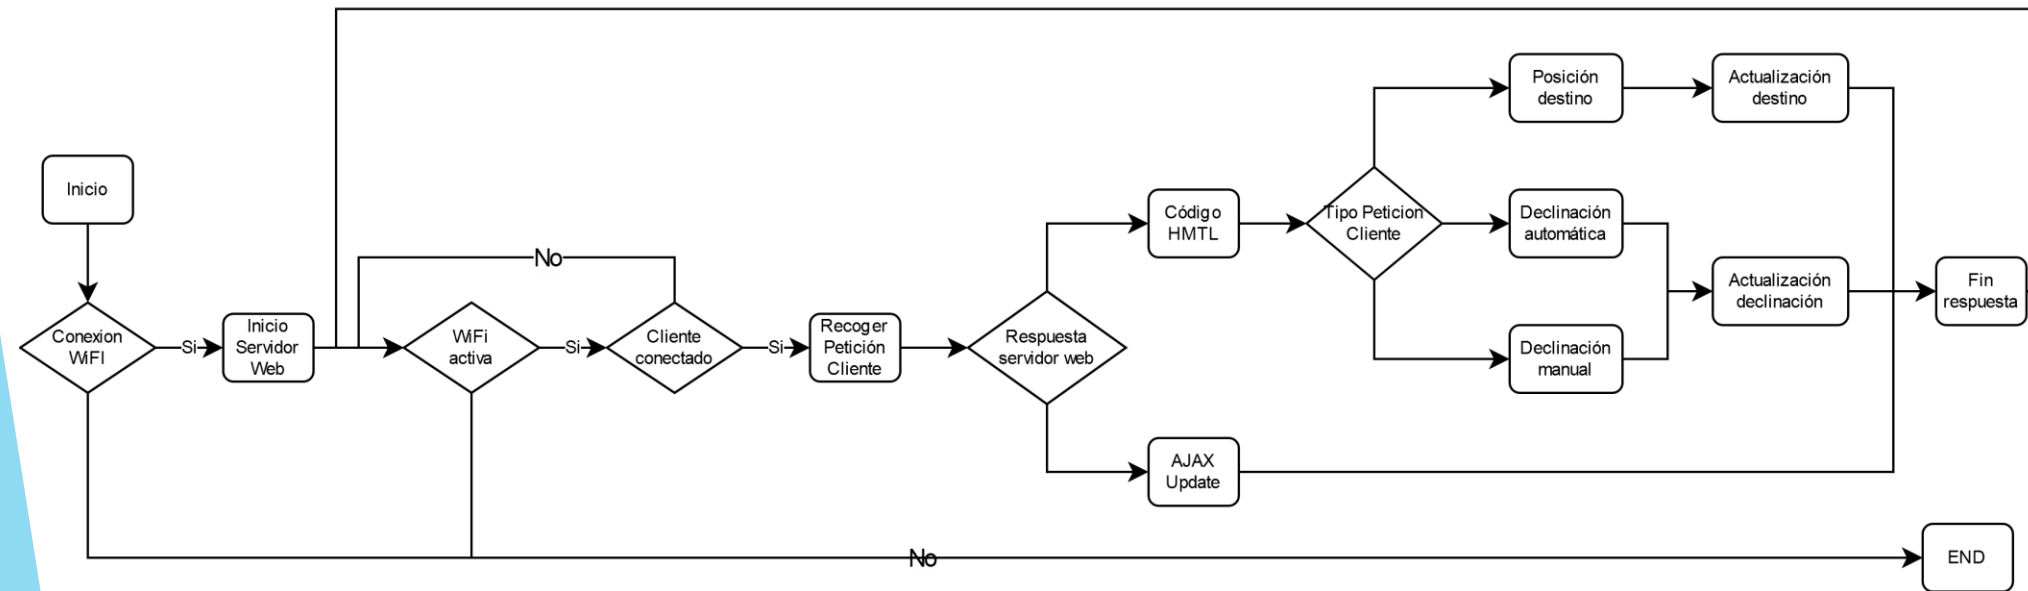 Inicio
Conexion
WiFI
Si
Inicio
Servidor
Web
No
WiFi
activa
Si
Cliente
conectado
Si
Recoger
Petición
Cliente
Respuesta
servidor web
Código
HMTL
Tipo Peticion
Cliente
Posición
destino
Actualización
destino
Declinación
automática
Declinación
manual
Actualización
declinación
Fin
respuesta
AJAX
Update
No
END